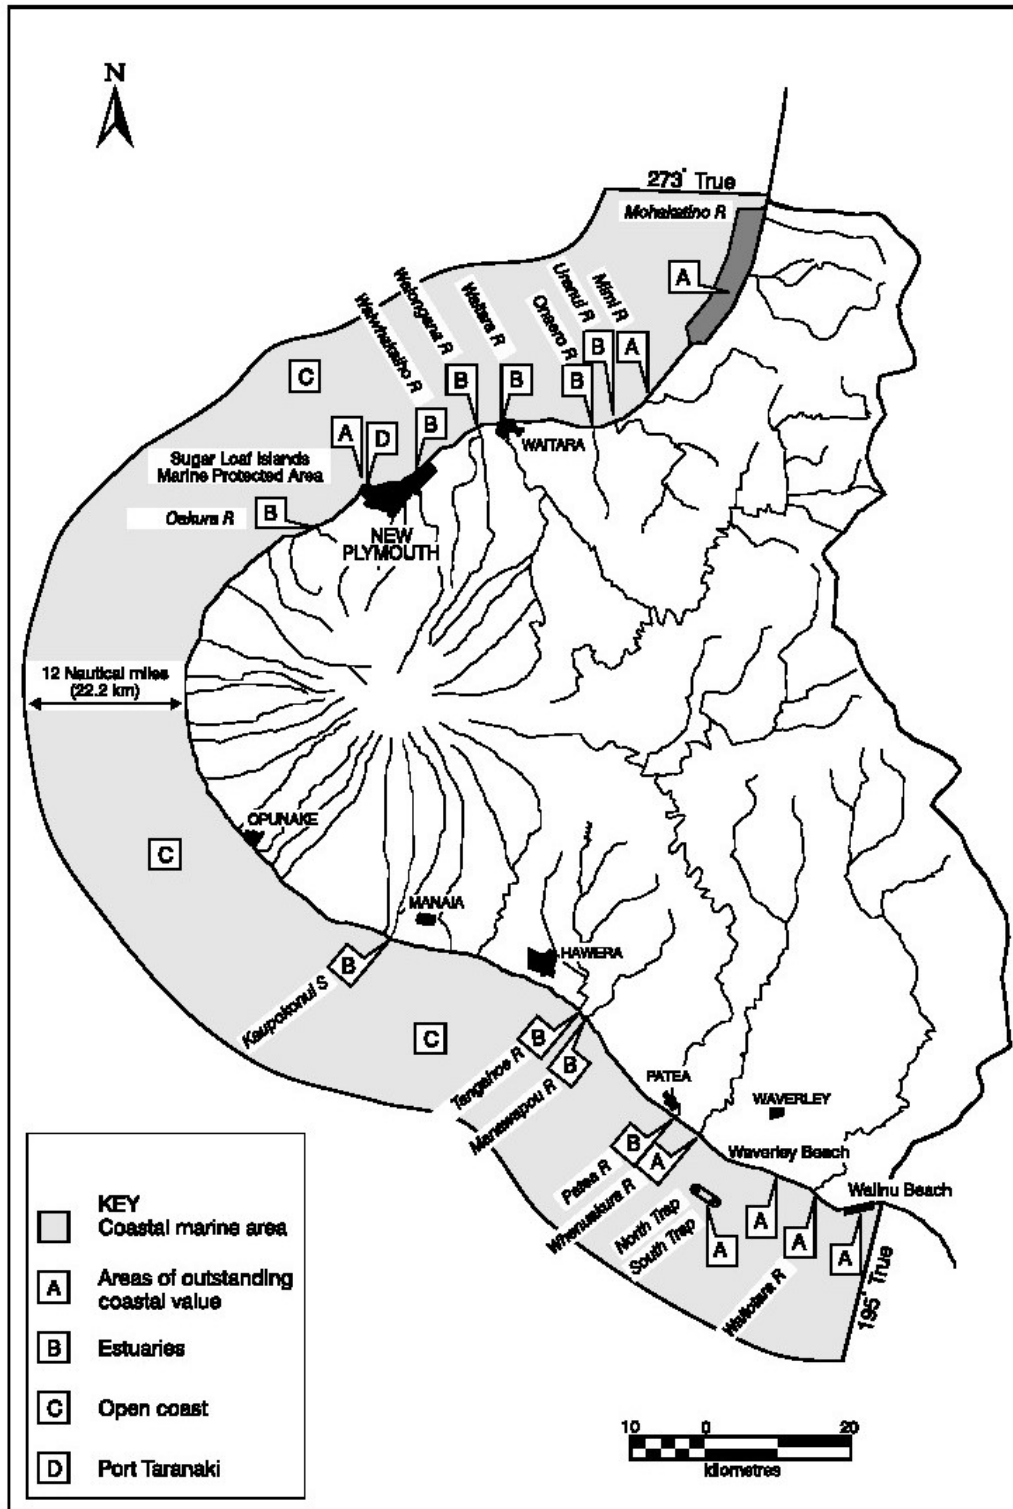 N
273° True
Mohakatino R
A
Mimi R
Urenui R
Onaero R
Waitara R
Waiongana R
Waiwhakaiho R
A
B
B
B
B
C
WAITARA
A
D
B
Sugar Loaf Islands
Marine Protected Area
Oakura R
B
NEW
PLYMOUTH
12 Nautical miles
(22.2 km)
OPUNAKE
C
MANAIA
HAWERA
B
Kaupokonui S
C
B
Tangahoe R
B
Manawapou R
PATEA
WAVERLEY
Waverley Beach
B
Patea R
A
Whenuakura R
North Trap
South Trap
A
A
A
A
Waiinu Beach
Waitotara R
195° True
KEY
Coastal marine area
A
Areas of outstanding
coastal value
B
Estuaries
C
Open coast
D
Port Taranaki
10 0 20
kilometres